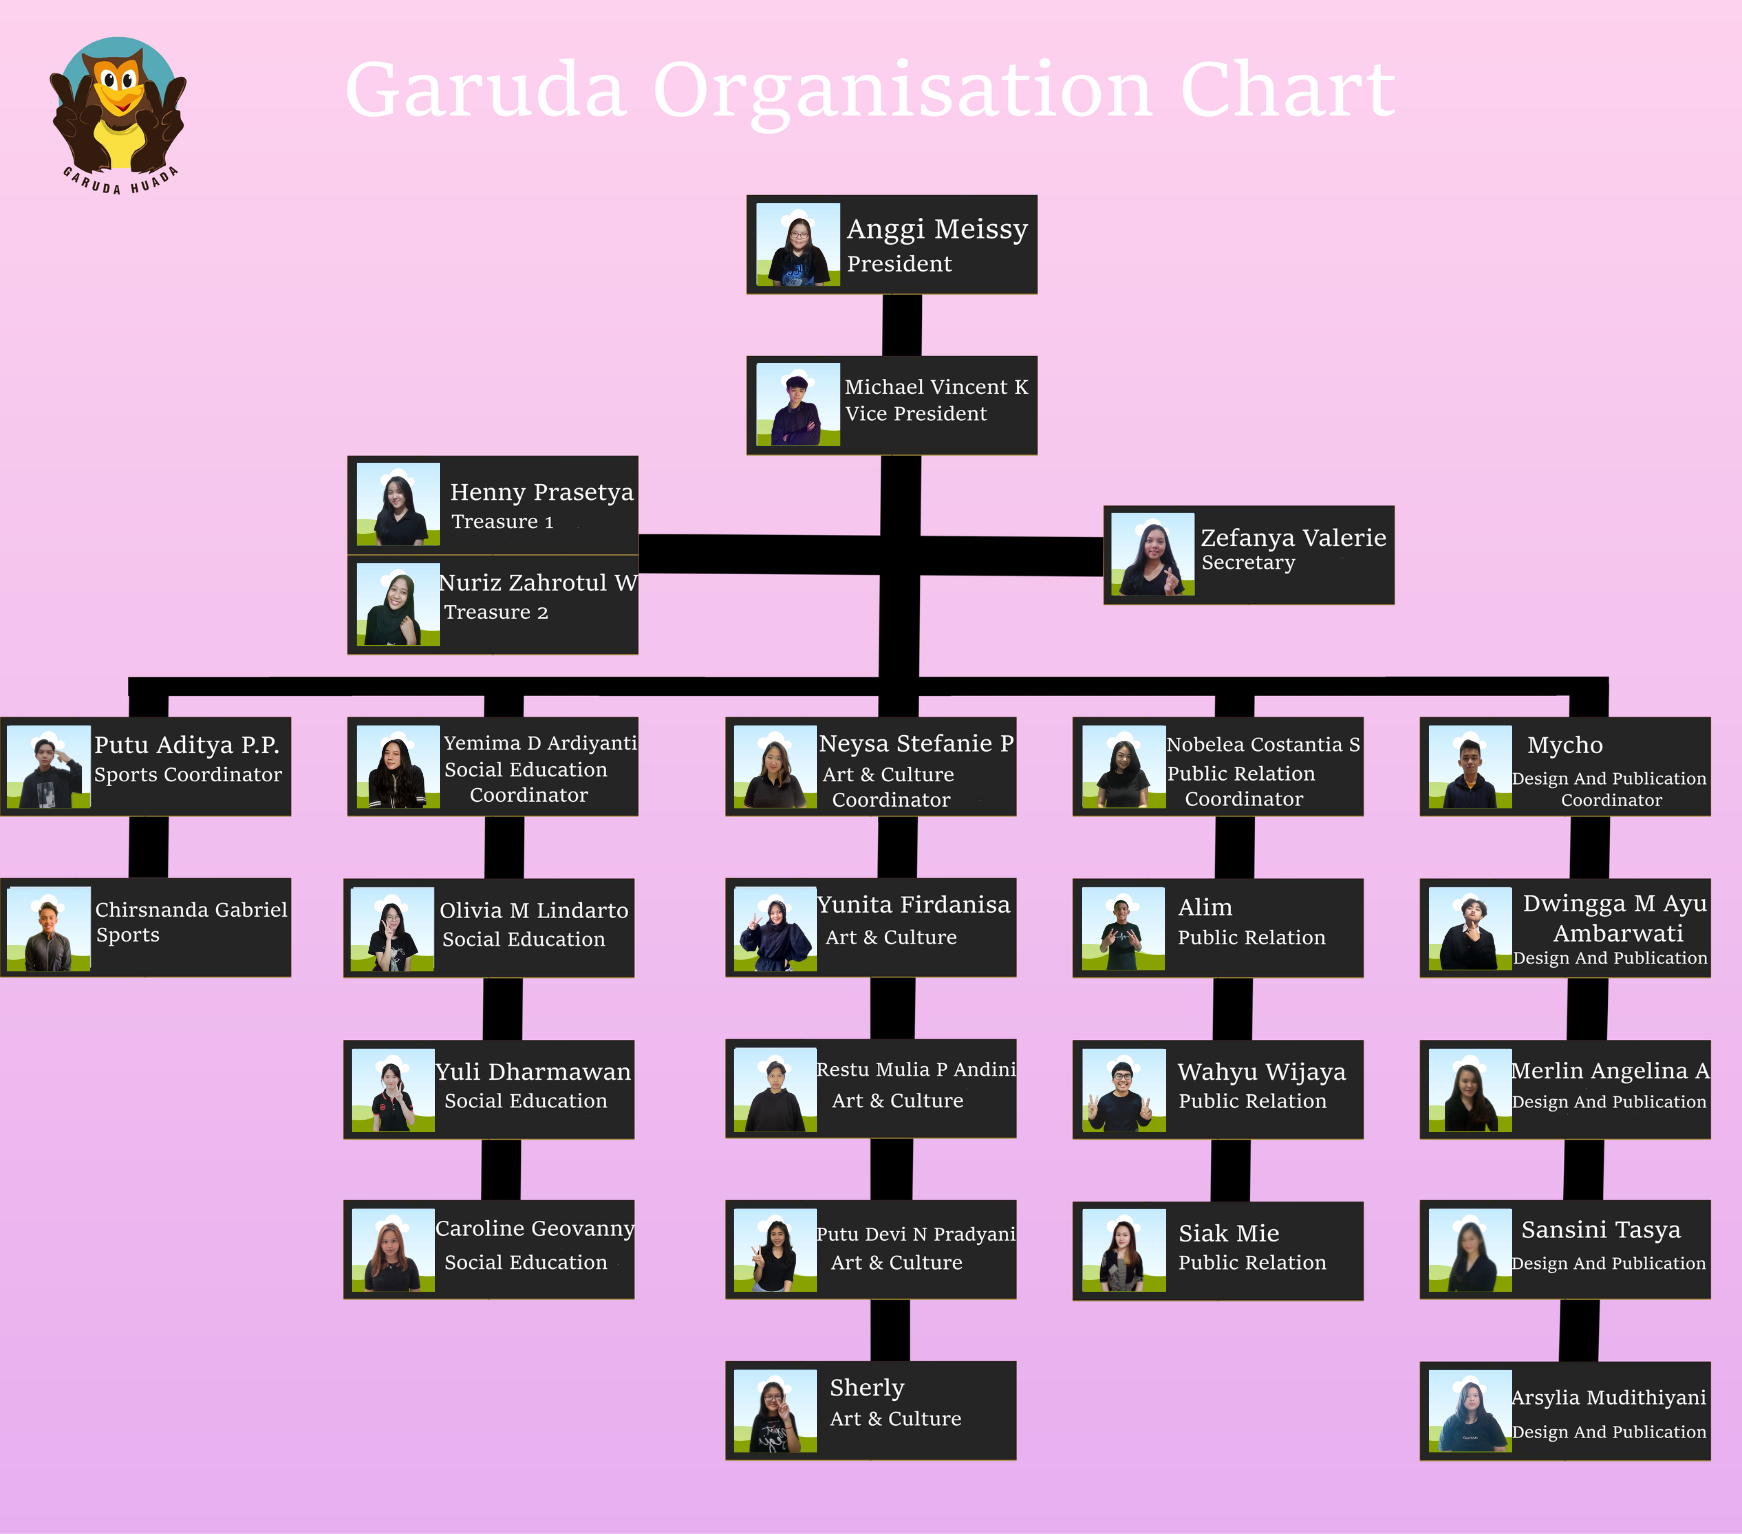 Garuda Organisation Chart
GARUDA HUADA
Anggi Meissy
President
Michael Vincent K
Vice President
Henny Prasetya
Treasure 1
Nuriz Zahrotul W
Treasure 2
Zefanya Valerie
Secretary
Putu Aditya P.P.
Sports Coordinator
Yemima D Ardiyanti
Social Education
Coordinator
Neysa Stefanie P
Art & Culture
Coordinator
Nobelea Costantia S
Public Relation
Coordinator
Mycho
Design And Publication
Coordinator
Chirsnanda Gabriel
Sports
Olivia M Lindarto
Social Education
Yunita Firdanisa
Art & Culture
Alim
Public Relation
Dwingga M Ayu
Ambarwati
Design And Publication
Yuli Dharmawan
Social Education
Restu Mulia P Andini
Art & Culture
Wahyu Wijaya
Public Relation
Merlin Angelina A
Design And Publication
Caroline Geovanny
Social Education
Putu Devi N Pradyani
Art & Culture
Siak Mie
Public Relation
Sansini Tasya
Design And Publication
Sherly
Art & Culture
Arsylia Mudithiyani
Design And Publication